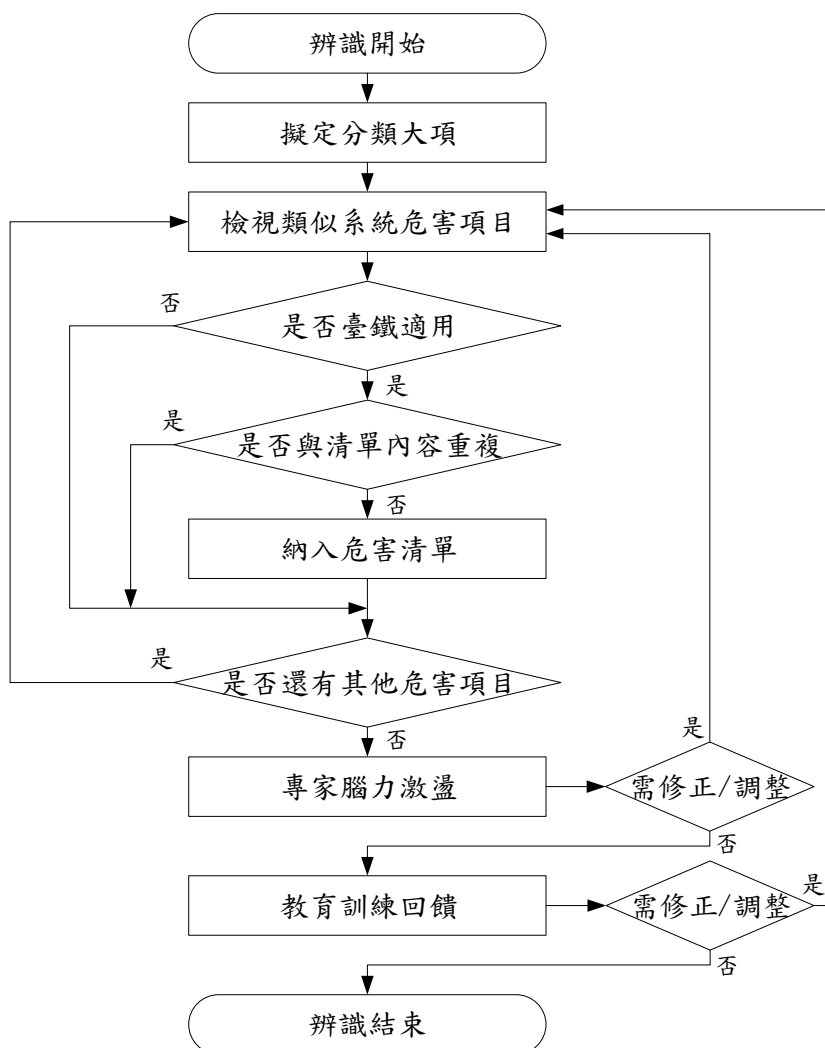 辨識開始
擬定分類大項
檢視類似系統危害項目
否
是否臺鐵適用
是
是
是否與清單內容重複
否
納入危害清單
是
是否還有其他危害項目
否
是
專家腦力激盪
需修正/調整
否
教育訓練回饋
需修正/調整
是
否
辨識結束